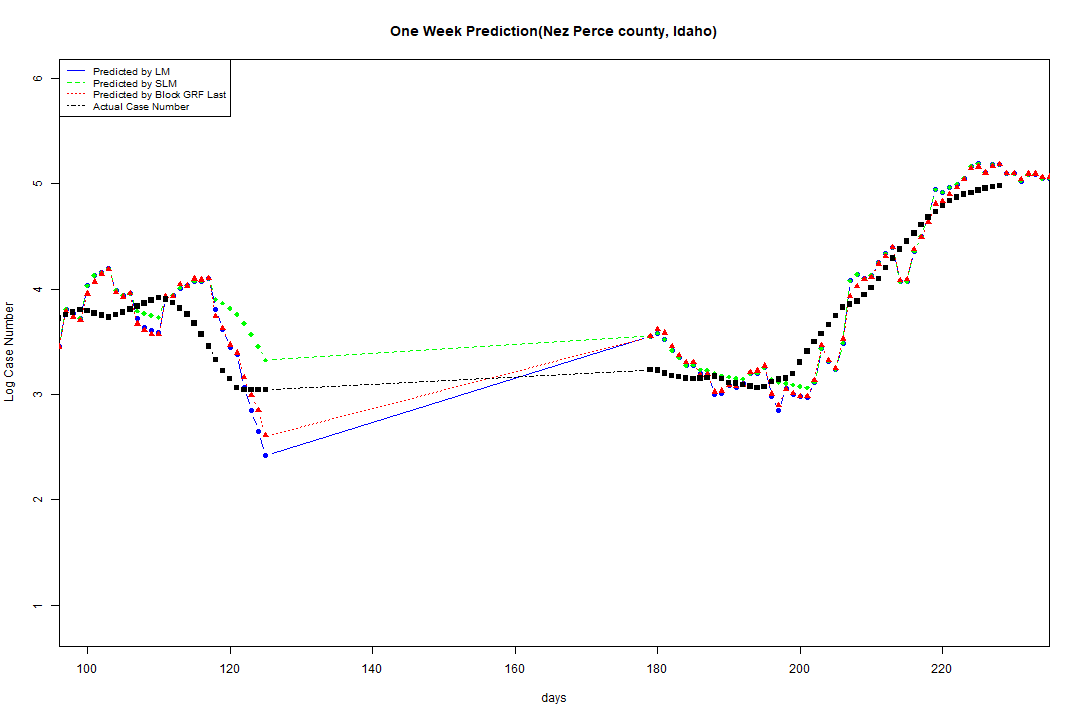 One Week Prediction(Nez Perce county, Idaho)
Predicted by LM
Predicted by SLM
Predicted by Block GRF Last
Actual Case Number
Log Case Number
6
5
4
3
2
1
100 120 140 160 180 200 220
days